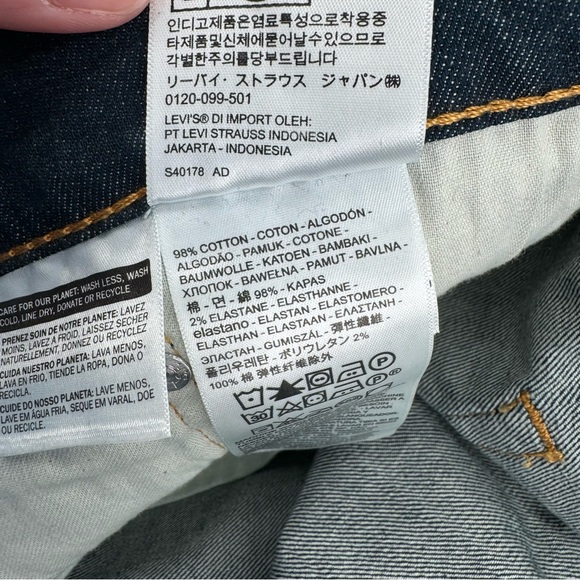 인디고제품은염료특성으로착용중
타제품및신체에묻어날수있으므로
각별한주의를당부드립니다.
リーバイ・ストラウス ジャパン㈱
0120-099-501
LEVI'S® DI IMPORT OLEH:
PT LEVI STRAUSS INDONESIA
JAKARTA - INDONESIA
S40178 AD
98% COTTON - COTON - ALGODÓN -
ALGODÃO - PAMUK - COTONE -
BAUMWOLLE - KATOEN - BAMBAKI -
ХЛОПОК - BAWEŁNA - PAMUT - BAVLNA -
棉 - 면 - 綿 98% - KAPAS
2% ELASTANE - ELASTHANNE -
elastano - ELASTAN - ELASTOMERO -
ELASTHAN - ELASTAAN - ΕΛΑΣΤΑΝΗ -
ЭЛАСТАН - GUMISZÁL - 弹性纖維
폴리우레탄 - ポリウレタン 2%
100% 棉 弹性纤维除外
30
CARE FOR OUR PLANET: WASH LESS, WASH
COLD, LINE DRY, DONATE OR RECYCLE
PRENEZ SOIN DE NOTRE PLANETE: LAVEZ
MOINS, LAVEZ A FROID, LAISSEZ SECHER
NATURELLEMENT, DONNEZ OU RECYCLEZ
CUIDA NUESTRO PLANETA: LAVA MENOS,
LAVA EN FRIO, TIENDE LA ROPA, DONA O
RECICLA.
CUIDE DO NOSSO PLANETA: LAVE MENOS,
LAVE EM ÁGUA FRIA, SEQUE EM VARAL, DOE
OU RECICLE.